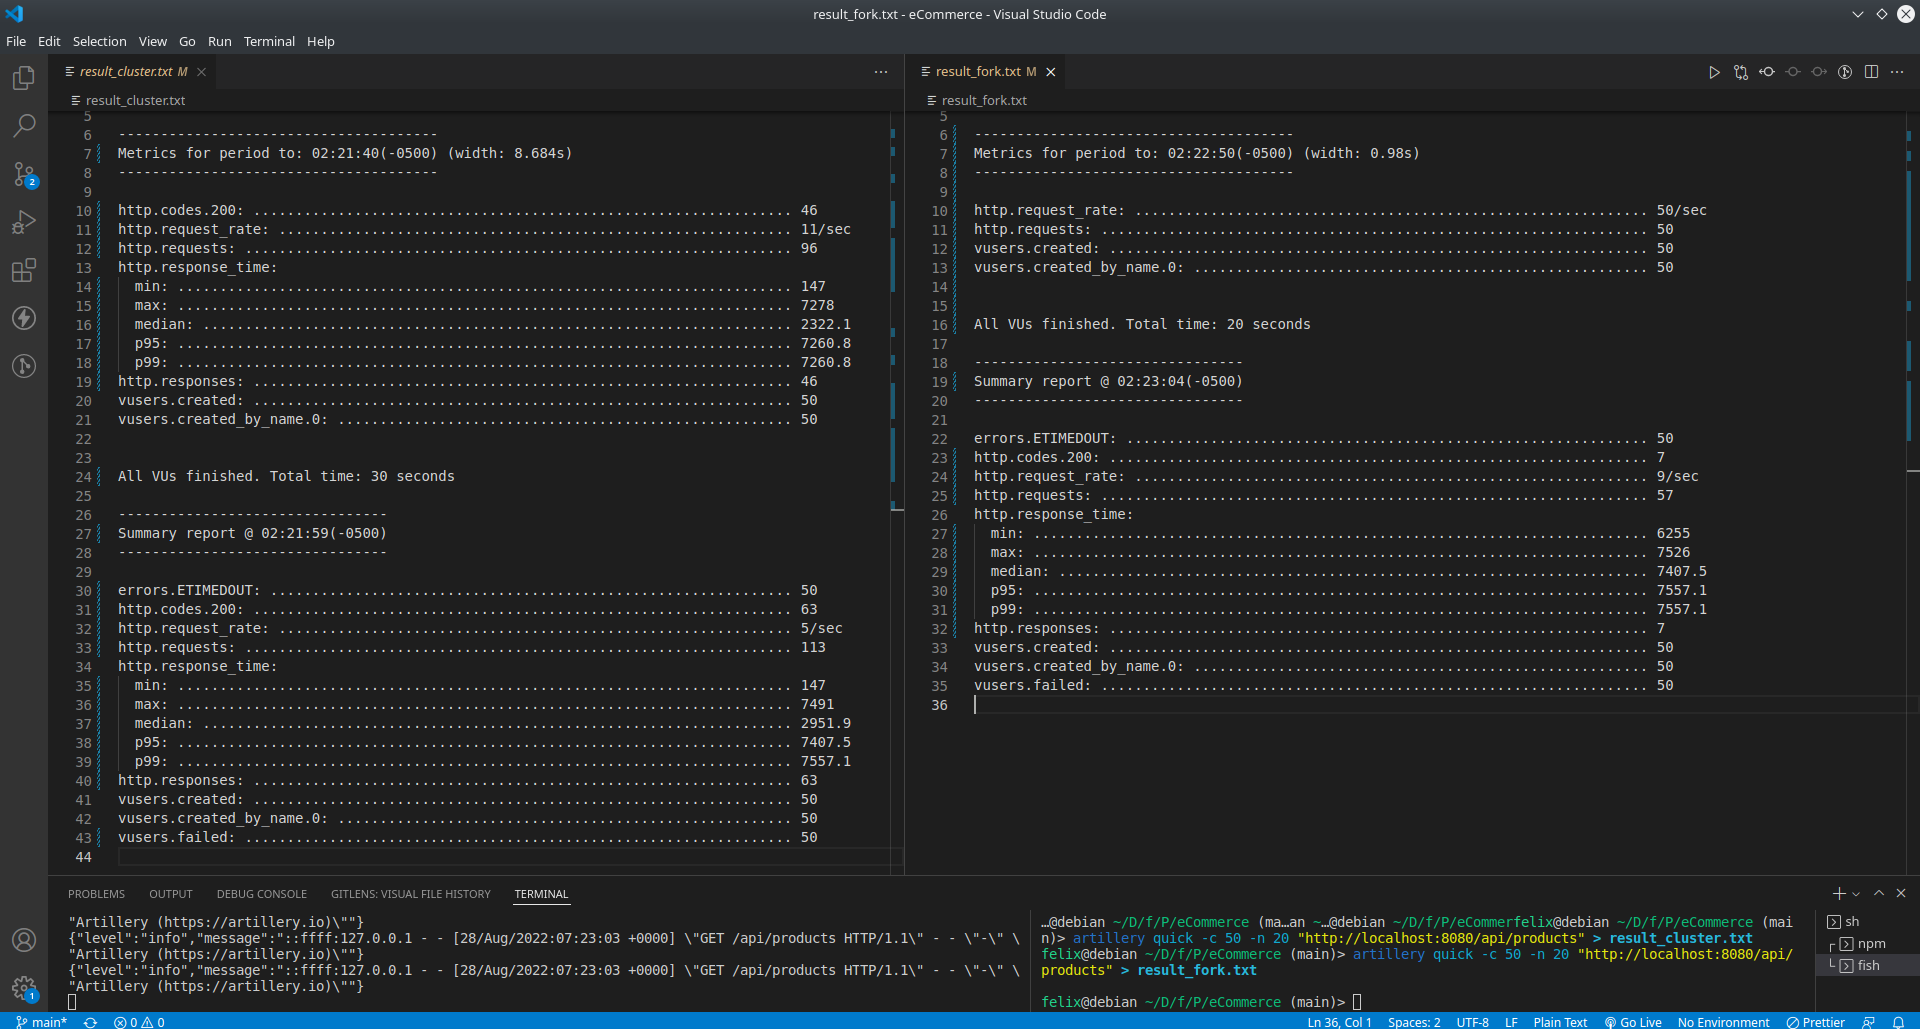 result_fork.txt - eCommerce - Visual Studio Code
File Edit Selection View Go Run Terminal Help
result_cluster.txt M
result_cluster.txt
5
6 --------------------------------------
7 Metrics for period to: 02:21:40(-0500) (width: 8.684s)
8 --------------------------------------
9
10 http.codes.200: ................................................................ 46
11 http.request_rate: ............................................................. 11/sec
12 http.requests: ................................................................. 96
13 http.response_time:
14 min: ......................................................................... 147
15 max: ......................................................................... 7278
16 median: ...................................................................... 2322.1
17 p95: ......................................................................... 7260.8
18 p99: ......................................................................... 7260.8
19 http.responses: ................................................................ 46
20 vusers.created: ................................................................ 50
21 vusers.created_by_name.0: ...................................................... 50
22
23
24 All VUs finished. Total time: 30 seconds
25
26 --------------------------------
27 Summary report @ 02:21:59(-0500)
28 --------------------------------
29
30 errors.ETIMEDOUT: .............................................................. 50
31 http.codes.200: ................................................................ 63
32 http.request_rate: ............................................................. 5/sec
33 http.requests: ................................................................. 113
34 http.response_time:
35 min: ......................................................................... 147
36 max: ......................................................................... 7491
37 median: ...................................................................... 2951.9
38 p95: ......................................................................... 7407.5
39 p99: ......................................................................... 7557.1
40 http.responses: ................................................................ 63
41 vusers.created: ................................................................ 50
42 vusers.created_by_name.0: ...................................................... 50
43 vusers.failed: ................................................................. 50
44
result_fork.txt M
result_fork.txt
5
6 --------------------------------------
7 Metrics for period to: 02:22:50(-0500) (width: 0.98s)
8 --------------------------------------
9
10 http.request_rate: ............................................................. 50/sec
11 http.requests: ................................................................. 50
12 vusers.created: ................................................................ 50
13 vusers.created_by_name.0: ...................................................... 50
14
15
16 All VUs finished. Total time: 20 seconds
17
18 --------------------------------
19 Summary report @ 02:23:04(-0500)
20 --------------------------------
21
22 errors.ETIMEDOUT: .............................................................. 50
23 http.codes.200: ................................................................ 7
24 http.request_rate: ............................................................. 9/sec
25 http.requests: ................................................................. 57
26 http.response_time:
27 min: ......................................................................... 6255
28 max: ......................................................................... 7526
29 median: ...................................................................... 7407.5
30 p95: ......................................................................... 7557.1
31 p99: ......................................................................... 7557.1
32 http.responses: ................................................................ 7
33 vusers.created: ................................................................ 50
34 vusers.created_by_name.0: ...................................................... 50
35 vusers.failed: ................................................................. 50
36
2
1
PROBLEMS OUTPUT DEBUG CONSOLE GITLENS: VISUAL FILE HISTORY TERMINAL
"Artillery (https://artillery.io)\""}
{"level":"info","message":"::ffff:127.0.0.1 - - [28/Aug/2022:07:23:03 +0000] \"GET /api/products HTTP/1.1\" - - \"-\" \
"Artillery (https://artillery.io)\""}
{"level":"info","message":"::ffff:127.0.0.1 - - [28/Aug/2022:07:23:03 +0000] \"GET /api/products HTTP/1.1\" - - \"-\" \
"Artillery (https://artillery.io)\""}
…@debian ~/D/f/P/eCommerce (ma…an ~…@debian ~/D/f/P/eCommerfelix@debian ~/D/f/P/eCommerce (mai
n)> artillery quick -c 50 -n 20 "http://localhost:8080/api/products" > result_cluster.txt
felix@debian ~/D/f/P/eCommerce (main)> artillery quick -c 50 -n 20 "http://localhost:8080/api/
products" > result_fork.txt
felix@debian ~/D/f/P/eCommerce (main)>
sh
npm
fish
main* 0 0 Ln 36, Col 1 Spaces: 2 UTF-8 LF Plain Text Go Live No Environment Prettier